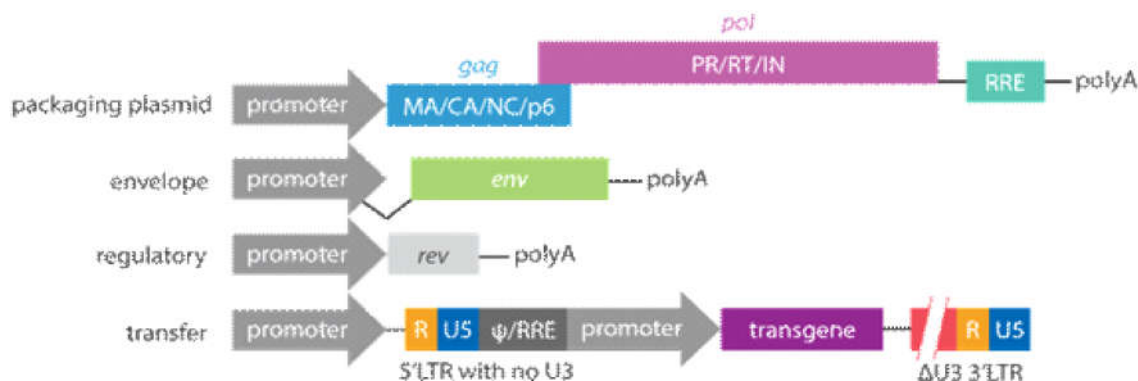 pol
gag
PR/RT/IN
packaging plasmid promoter MA/CA/NC/p6 RRE polyA
envelope promoter env polyA
regulatory promoter rev polyA
transfer promoter R U5 ψ/RRE promoter transgene R U5
5'LTR with no U3 ΔU3 3'LTR